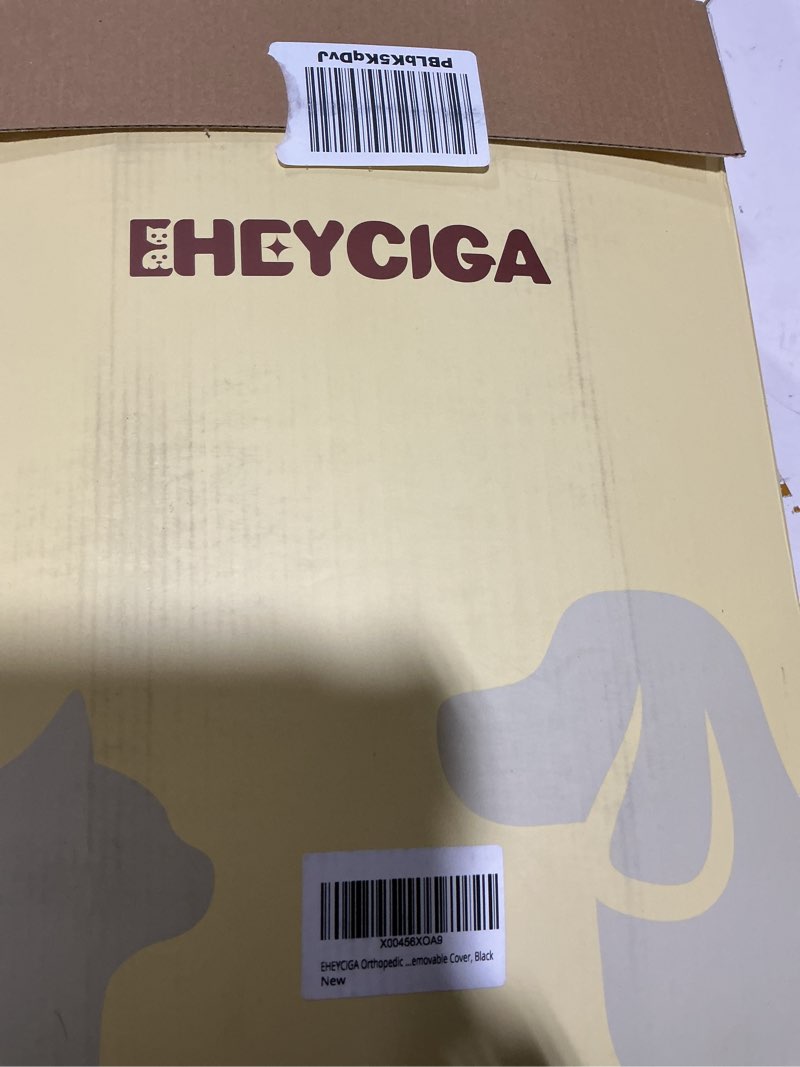 PBLbK5KqDvJ
EHEYCIGA
X00456XOA9
EHEYCIGA Orthopedic ...emovable Cover, Black
New